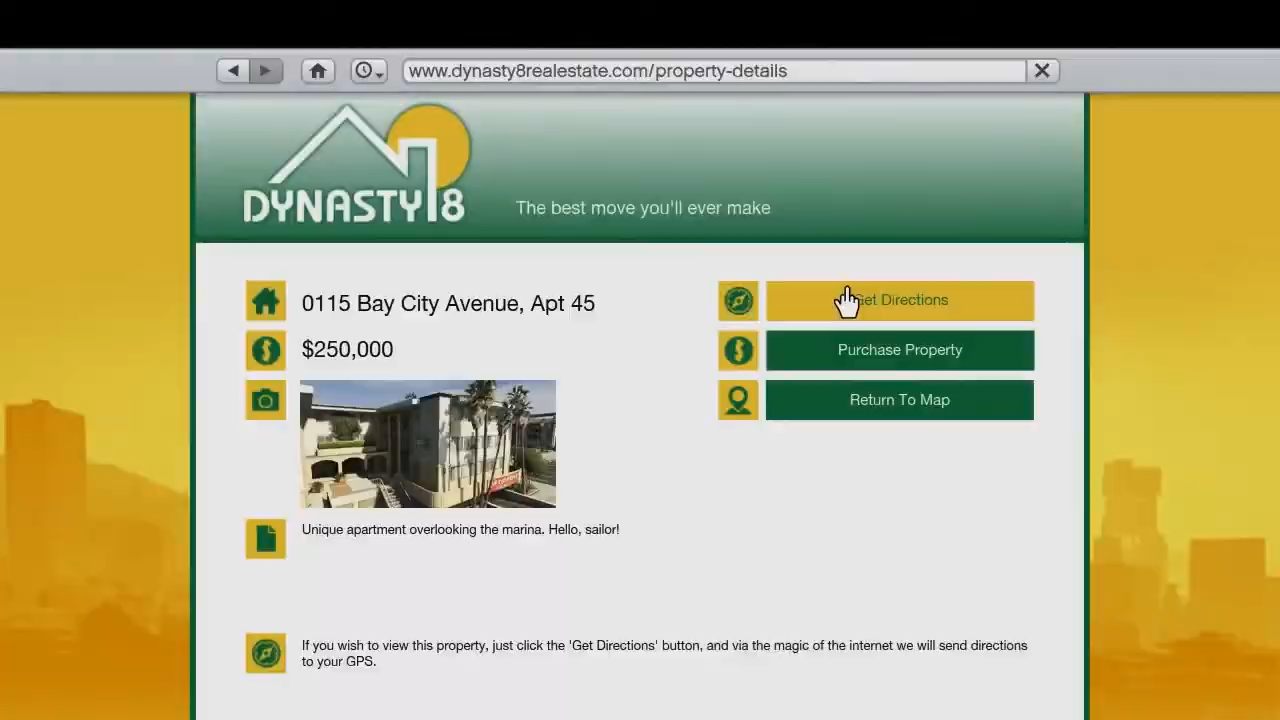 www.dynasty8realestate.com/property-details
DYNASTY 8
The best move you'll ever make
0115 Bay City Avenue, Apt 45
Get Directions
$250,000
Purchase Property
Return To Map
Unique apartment overlooking the marina. Hello, sailor!
If you wish to view this property, just click the 'Get Directions' button, and via the magic of the internet we will send directions
to your GPS.